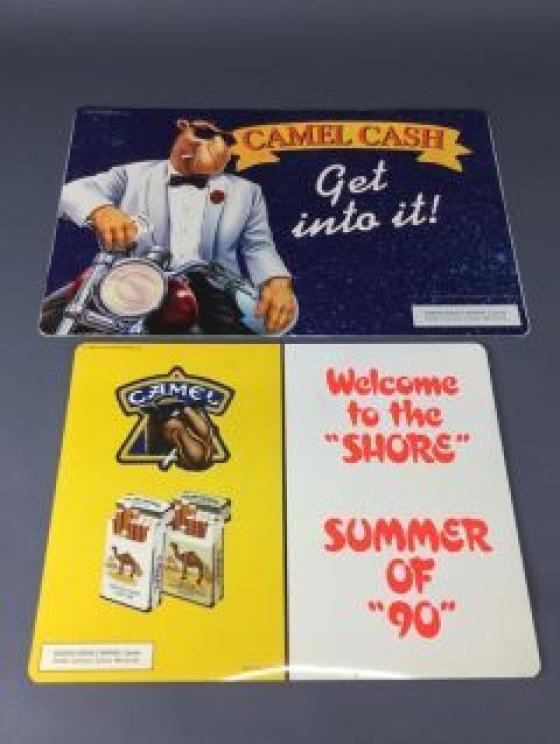 CAMEL CASH
Get
into it!
CAMEL
Welcome
to the
"SHORE"
SUMMER
OF
"90"